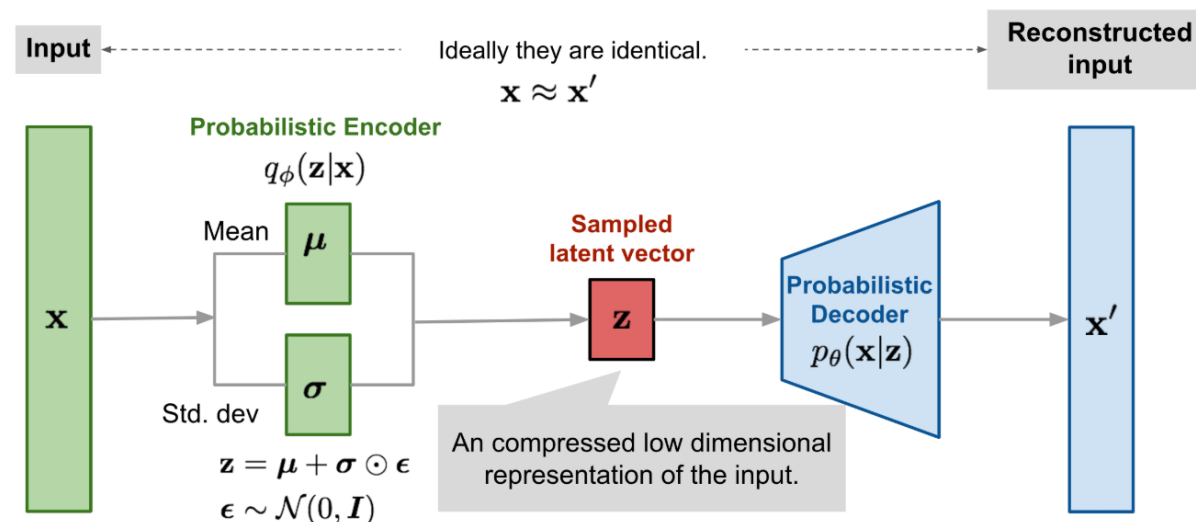 Input
Ideally they are identical.
𝐱 ≈ 𝐱′
Reconstructed
input
Probabilistic Encoder
q_ϕ(𝐳|𝐱)
Mean
𝝁
Sampled
latent vector
𝐱
𝐳
Probabilistic
Decoder
p_θ(𝐱|𝐳)
𝐱′
𝝈
Std. dev
𝐳 = 𝝁 + 𝝈 ⊙ 𝝐
𝝐 ∼ 𝒩(0, 𝑰)
An compressed low dimensional
representation of the input.